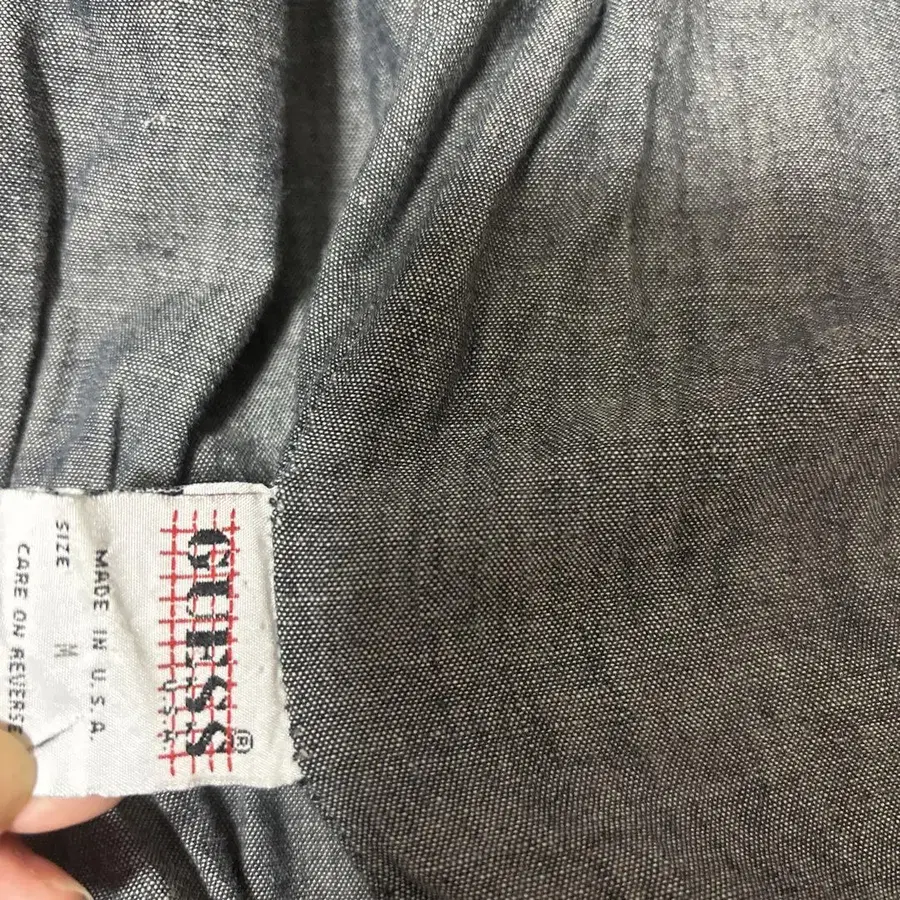 GUESS®
U.S.A.
MADE IN U.S.A.
SIZE M
CARE ON REVERSE